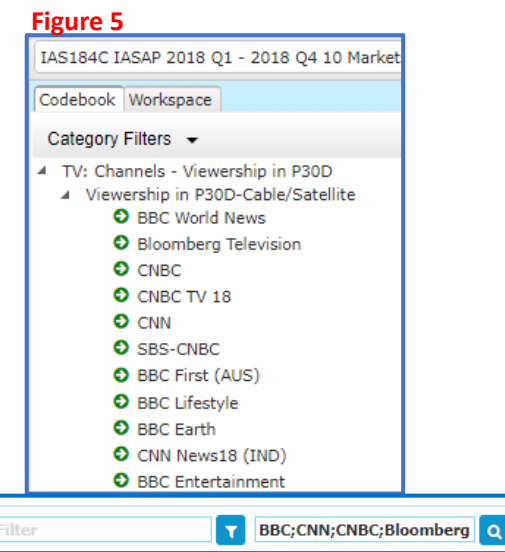 Figure 5
IAS184C IASAP 2018 Q1 - 2018 Q4 10 Market
Codebook Workspace
Category Filters
TV: Channels - Viewership in P30D
Viewership in P30D-Cable/Satellite
BBC World News
Bloomberg Television
CNBC
CNBC TV 18
CNN
SBS-CNBC
BBC First (AUS)
BBC Lifestyle
BBC Earth
CNN News18 (IND)
BBC Entertainment
Filter BBC;CNN;CNBC;Bloomberg